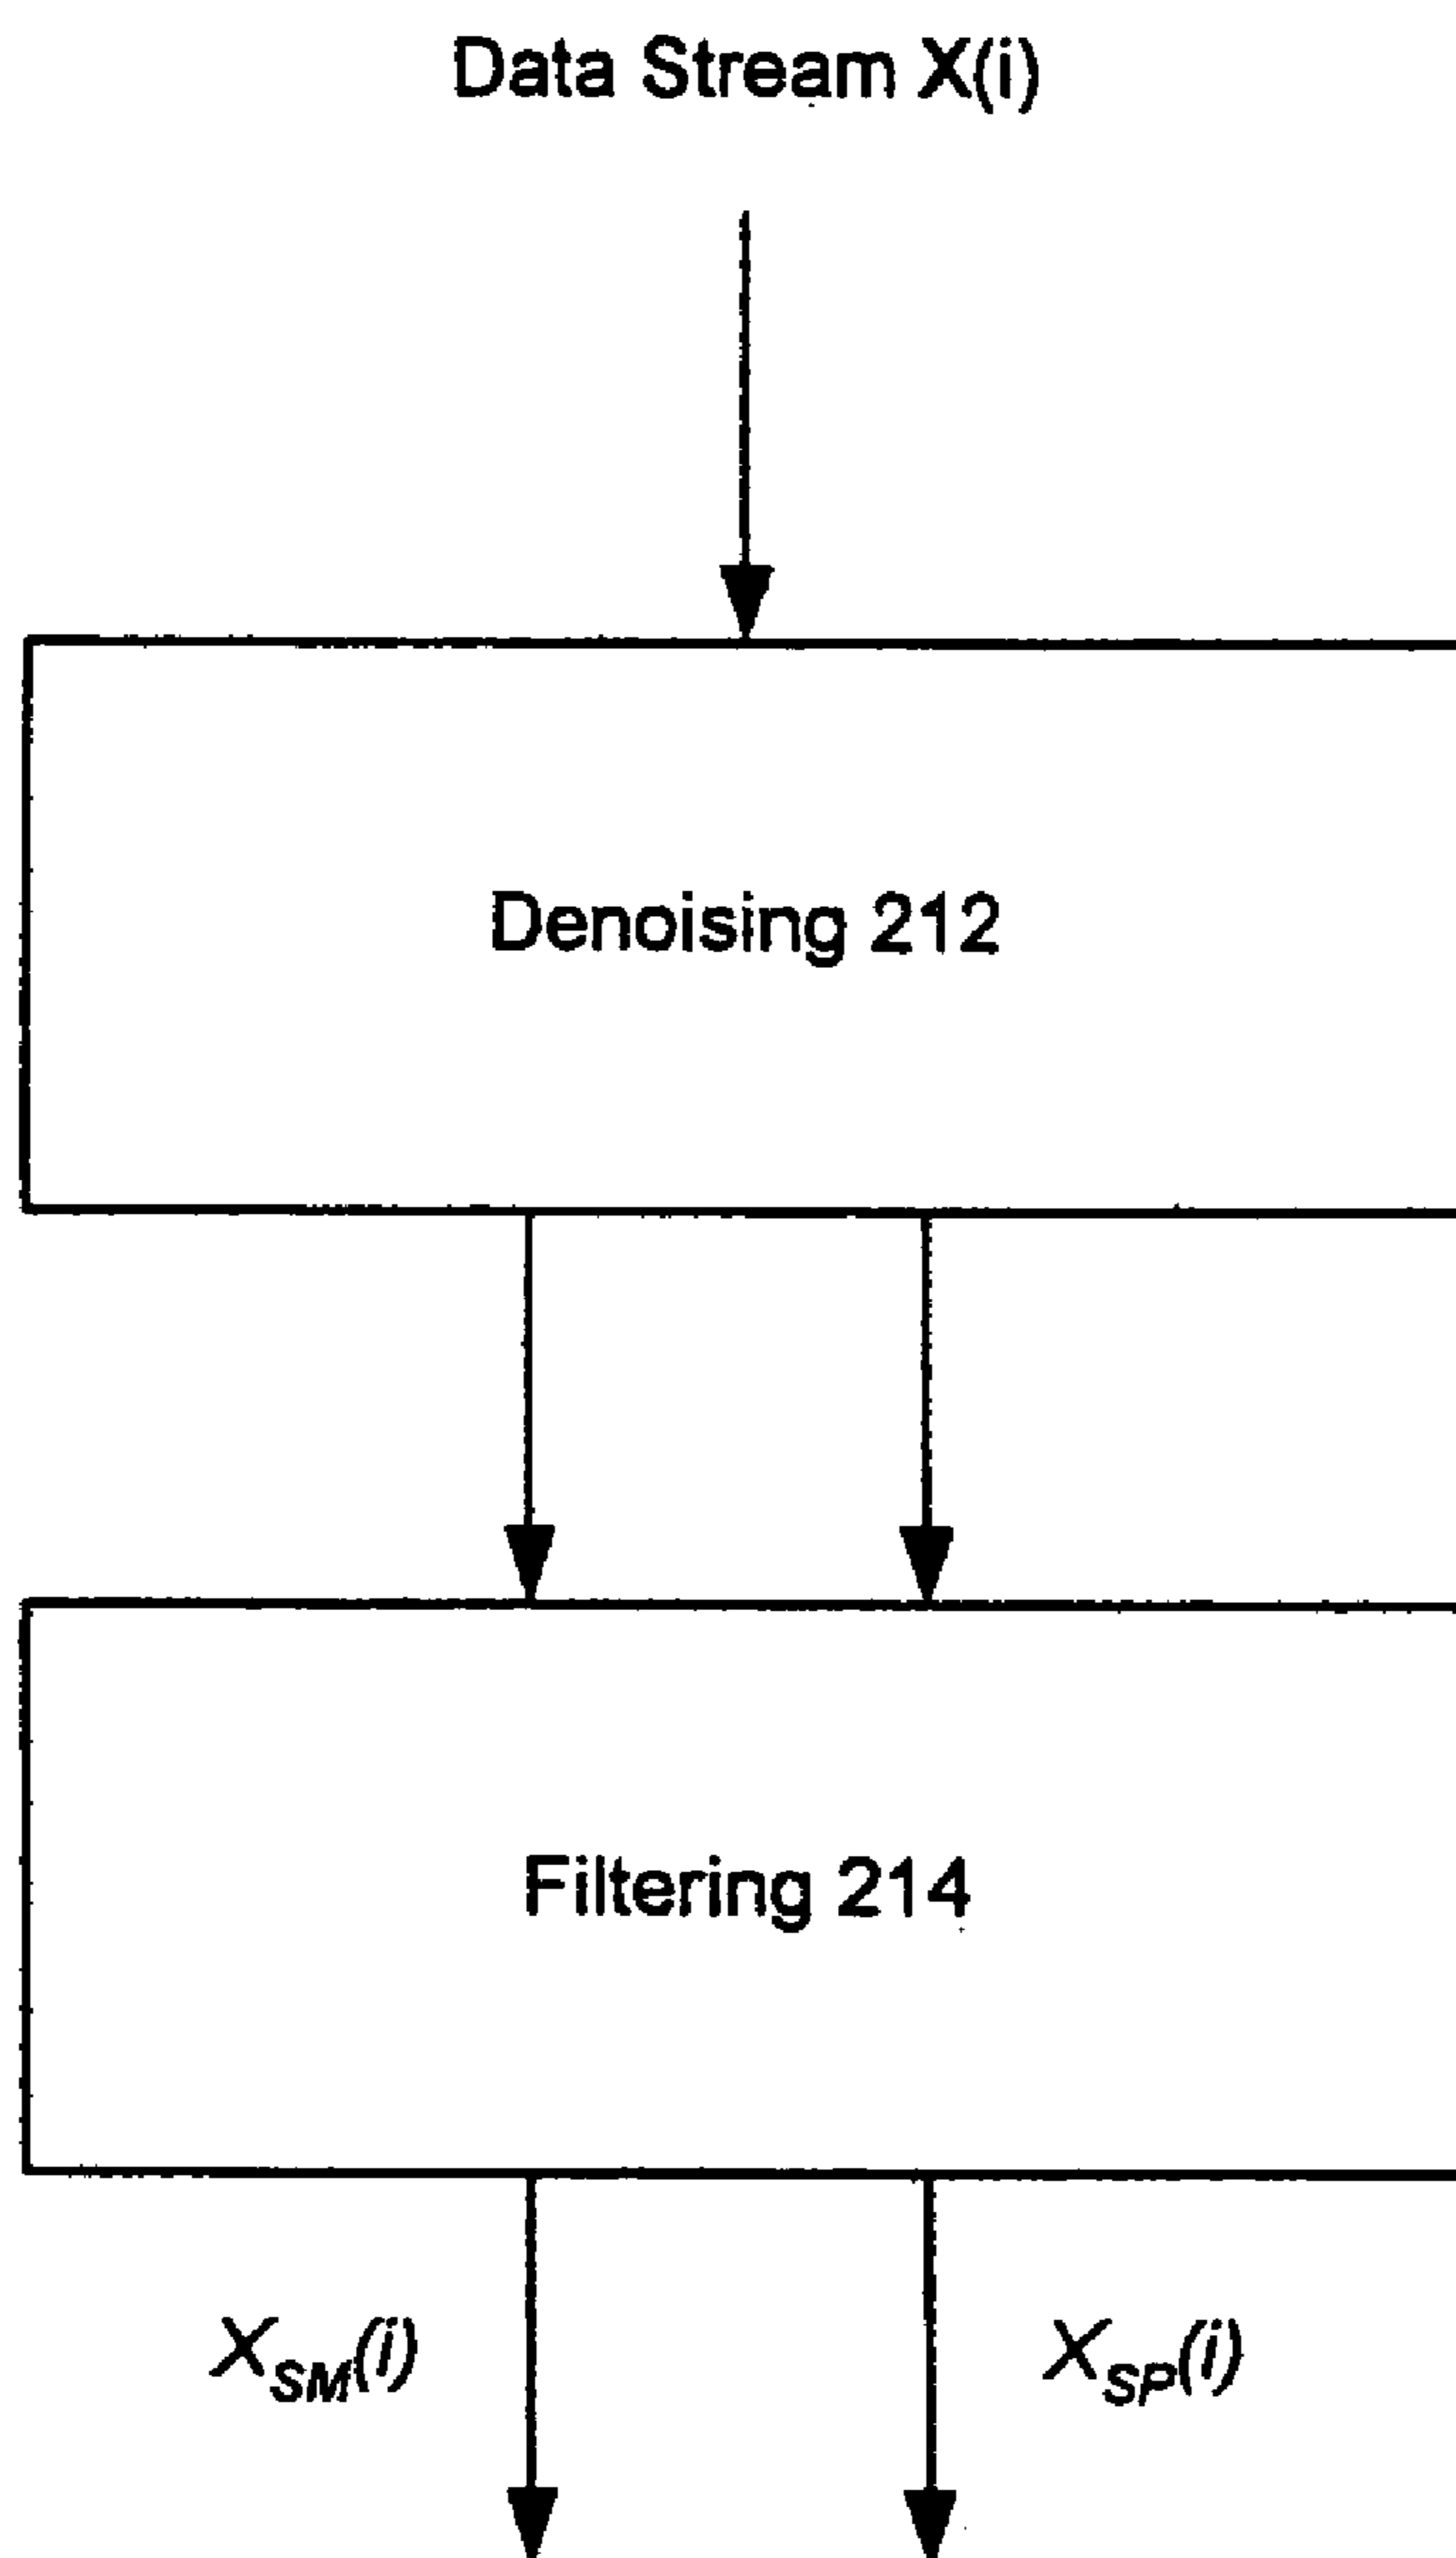 Data Stream X(i)
Denoising 212
Filtering 214
X_SM(i)
X_SP(i)